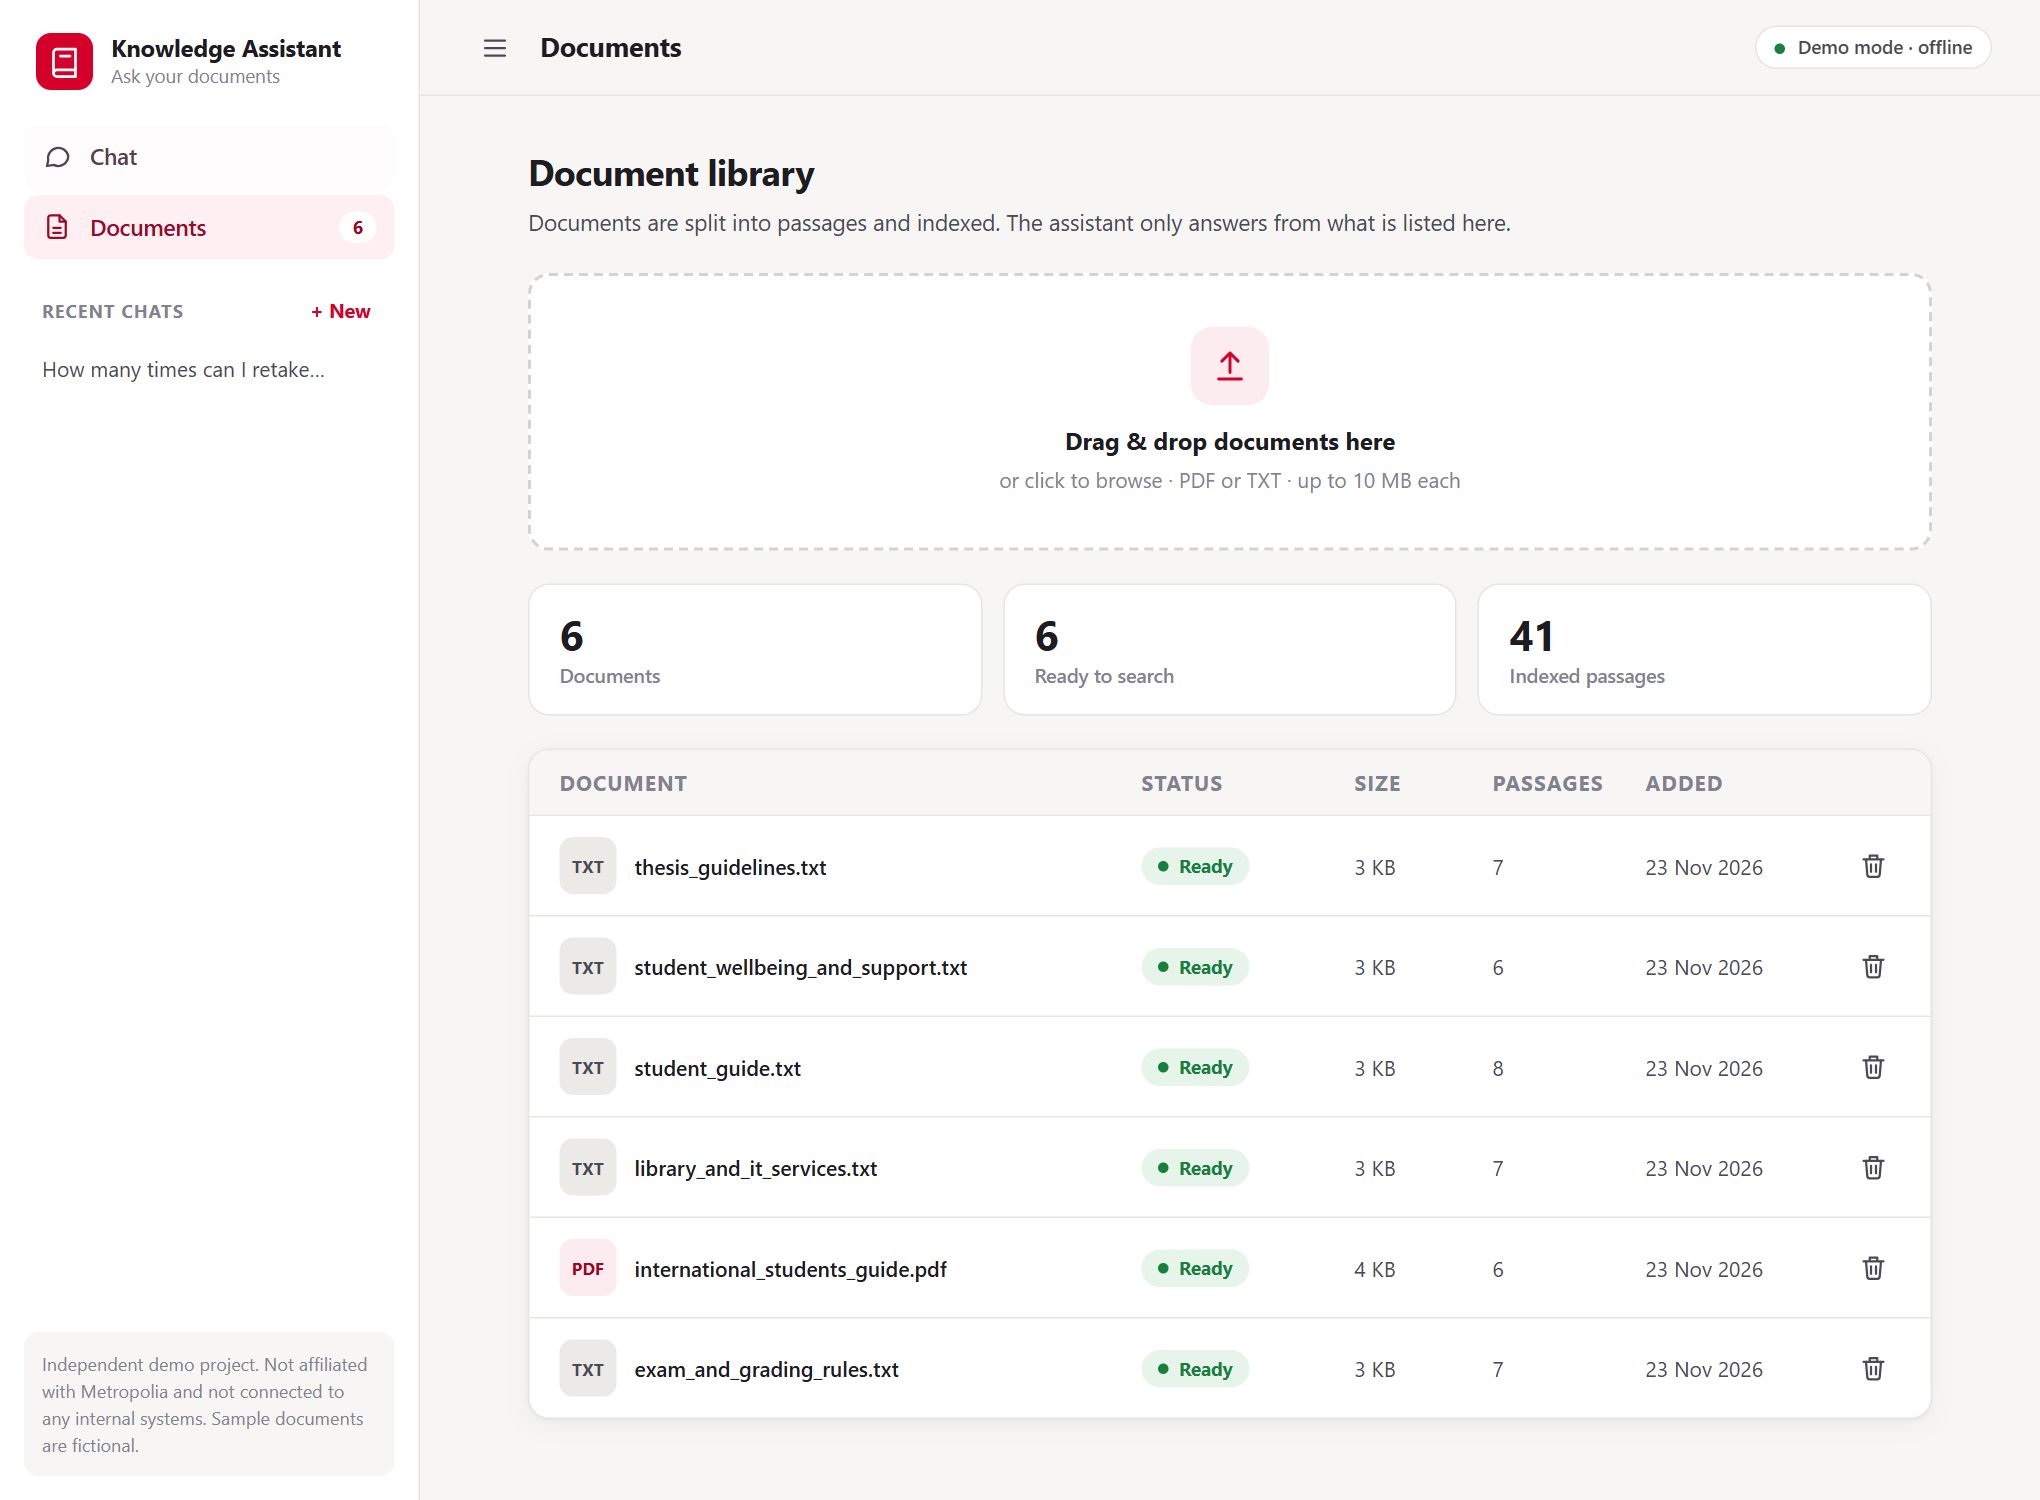 Knowledge Assistant
Ask your documents
Chat
Documents 6
RECENT CHATS + New
How many times can I retake...
Independent demo project. Not affiliated
with Metropolia and not connected to
any internal systems. Sample documents
are fictional.
Documents
Demo mode · offline
Document library
Documents are split into passages and indexed. The assistant only answers from what is listed here.
Drag & drop documents here
or click to browse · PDF or TXT · up to 10 MB each
6
Documents
6
Ready to search
41
Indexed passages
DOCUMENT STATUS SIZE PASSAGES ADDED
TXT thesis_guidelines.txt Ready 3 KB 7 23 Nov 2026
TXT student_wellbeing_and_support.txt Ready 3 KB 6 23 Nov 2026
TXT student_guide.txt Ready 3 KB 8 23 Nov 2026
TXT library_and_it_services.txt Ready 3 KB 7 23 Nov 2026
PDF international_students_guide.pdf Ready 4 KB 6 23 Nov 2026
TXT exam_and_grading_rules.txt Ready 3 KB 7 23 Nov 2026